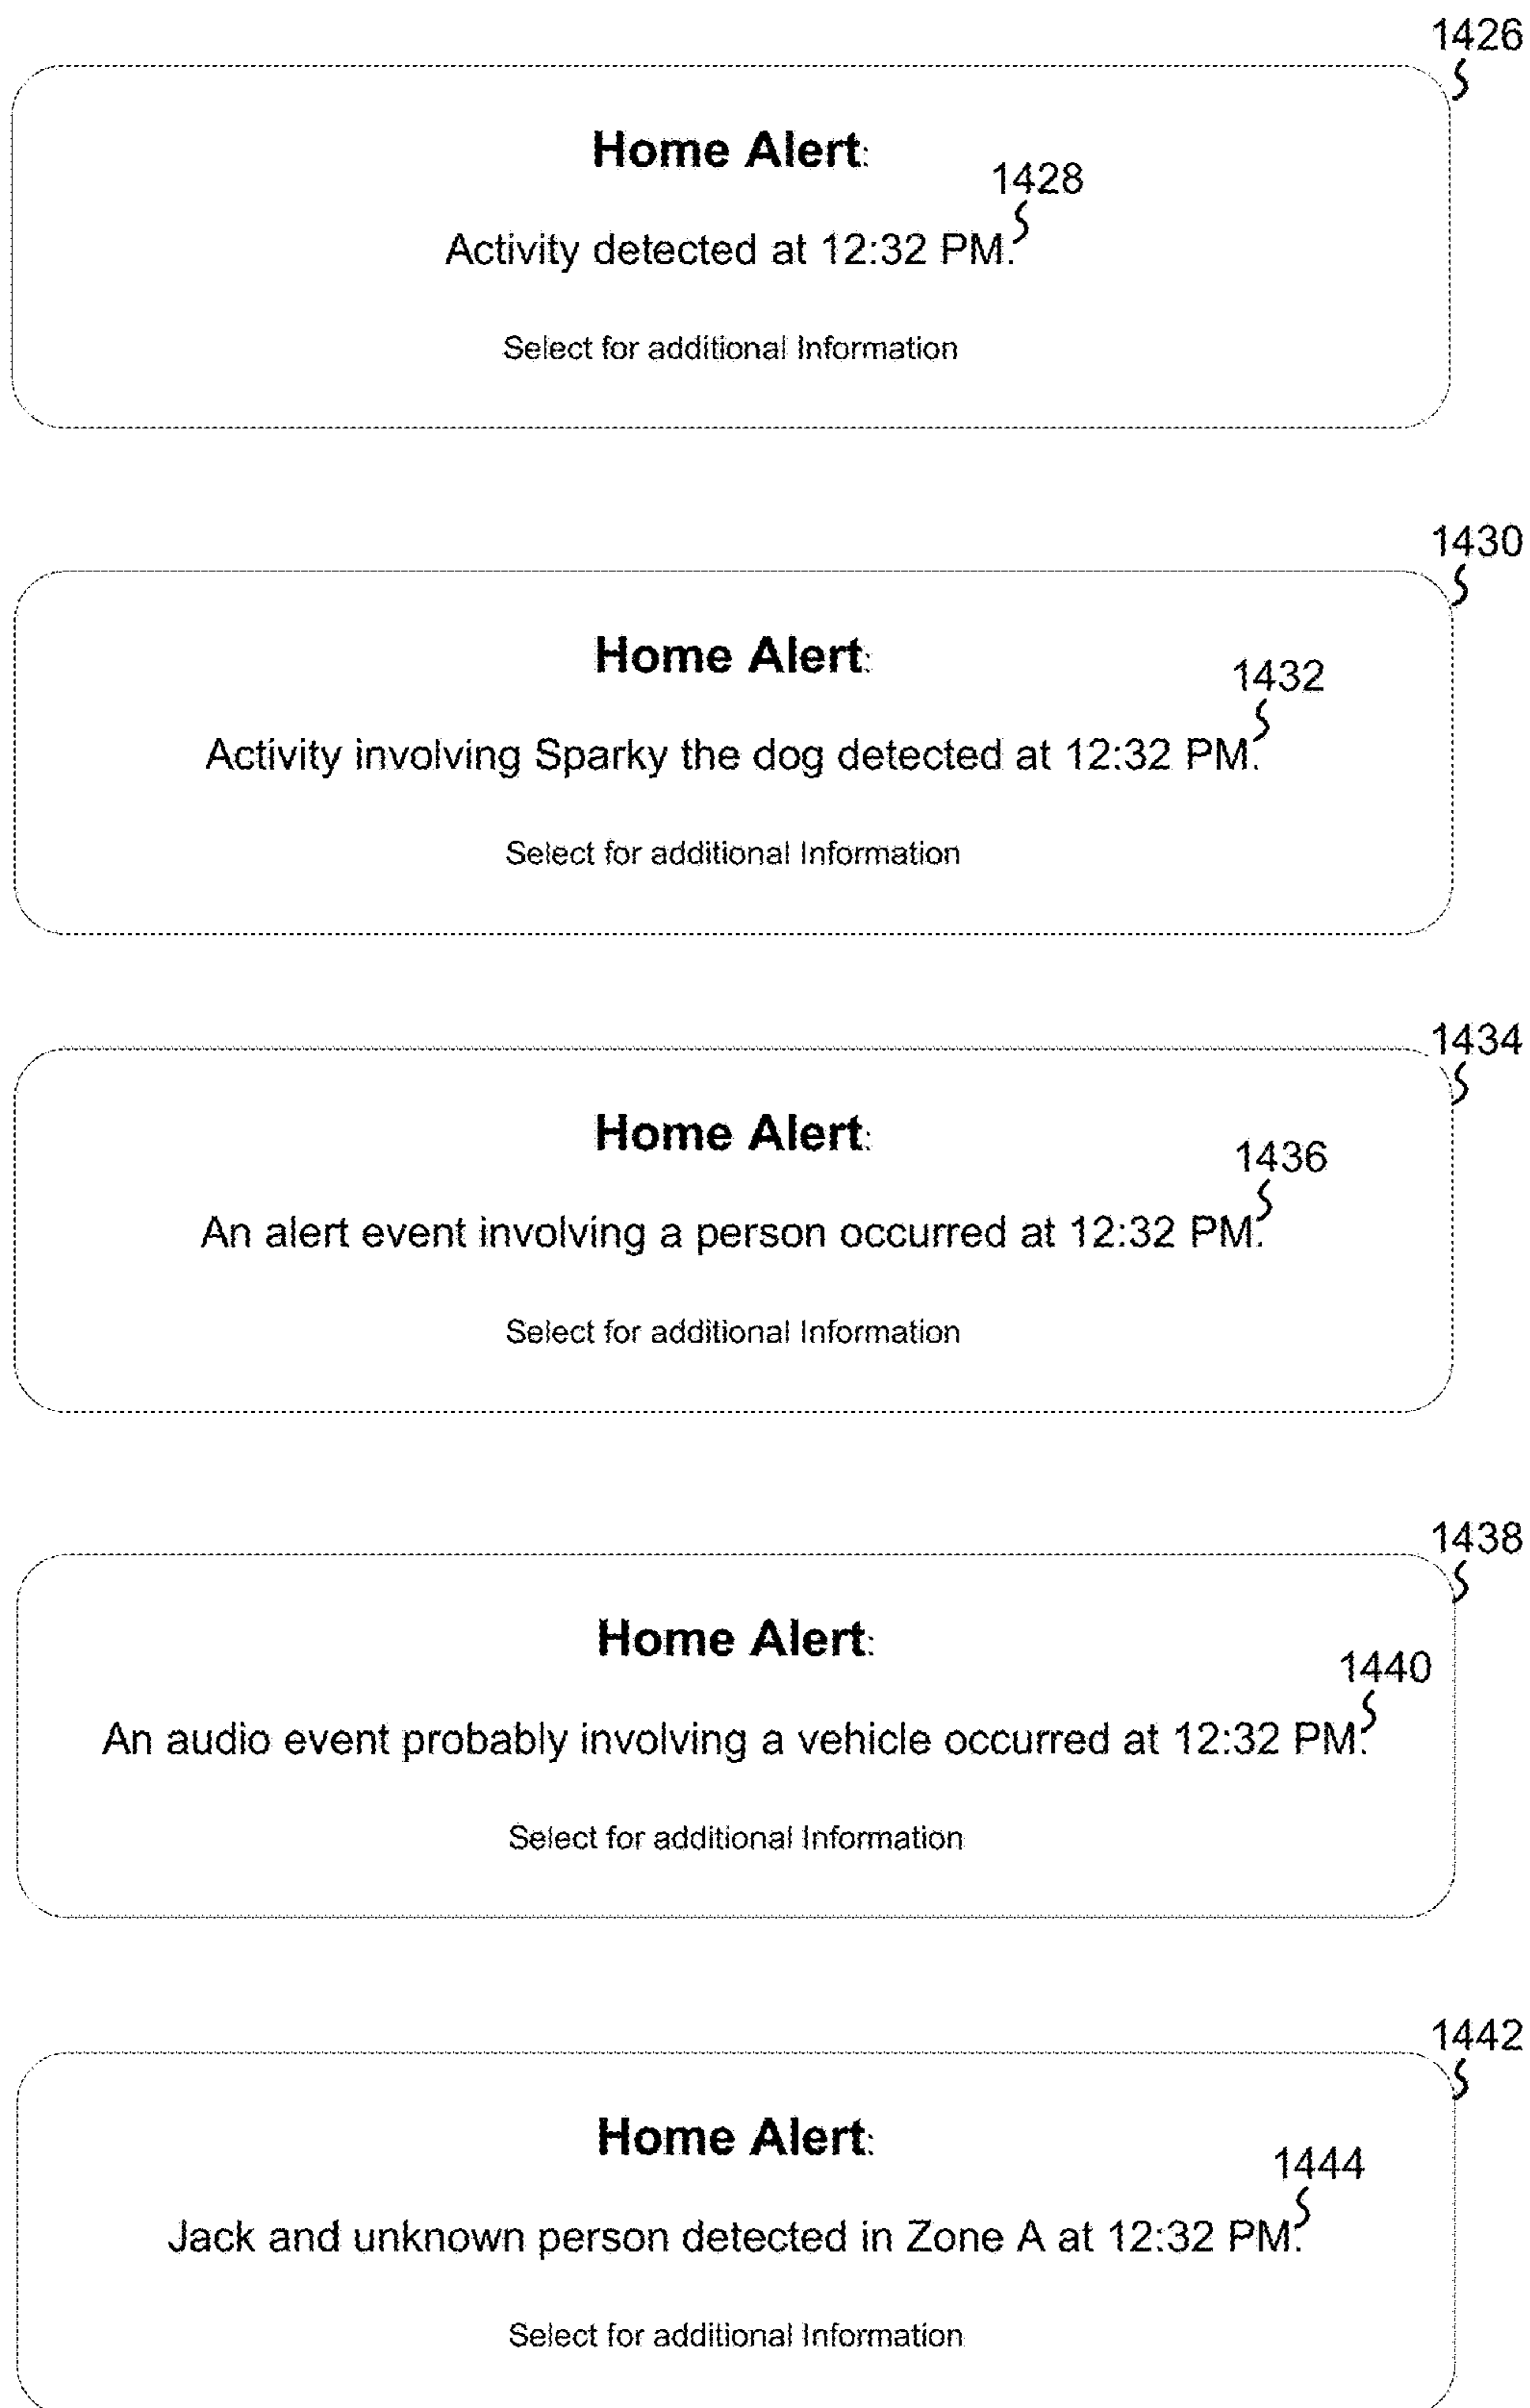 1426
Home Alert:
1428
Activity detected at 12:32 PM.
Select for additional Information
1430
Home Alert:
1432
Activity involving Sparky the dog detected at 12:32 PM.
Select for additional Information
1434
Home Alert:
1436
An alert event involving a person occurred at 12:32 PM.
Select for additional Information
1438
Home Alert:
1440
An audio event probably involving a vehicle occurred at 12:32 PM.
Select for additional Information
1442
Home Alert:
1444
Jack and unknown person detected in Zone A at 12:32 PM.
Select for additional Information